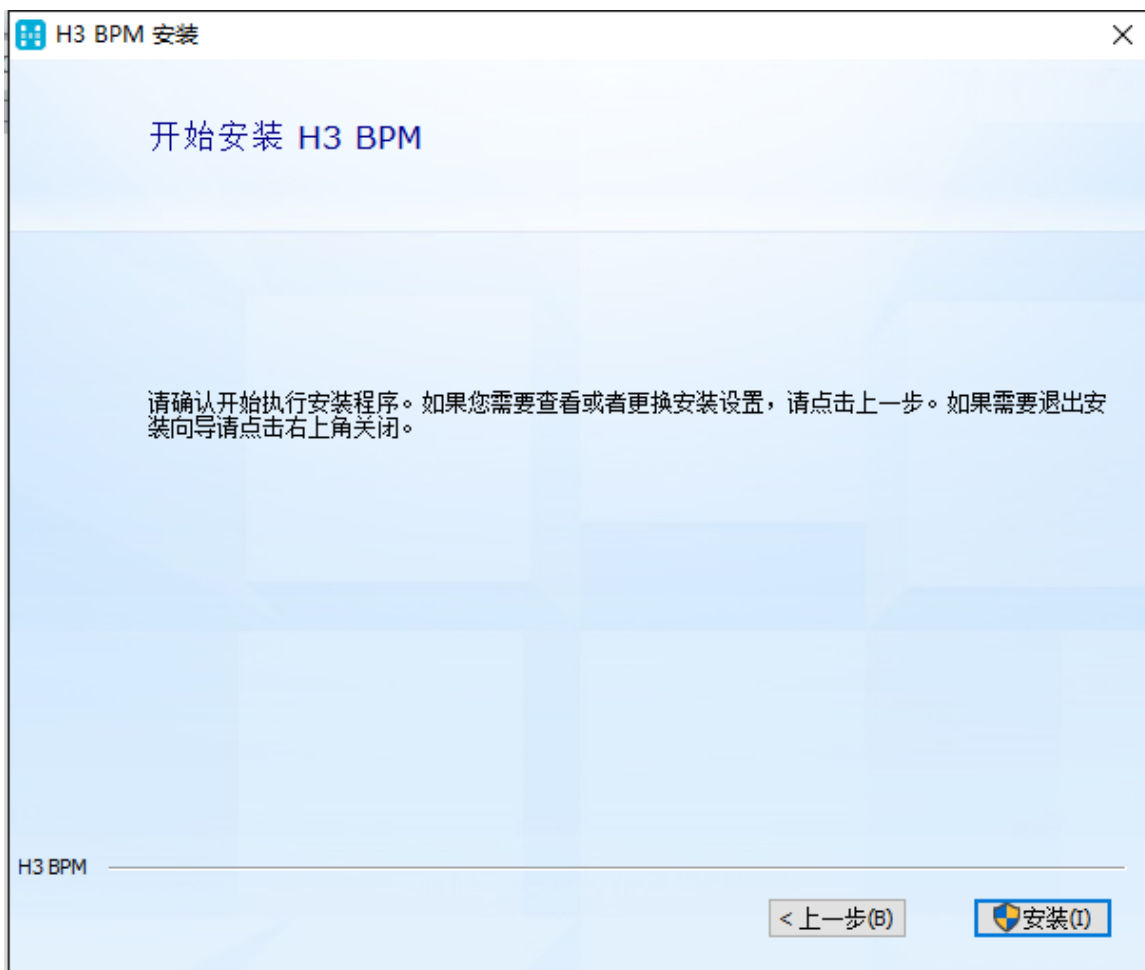 H3 BPM 安装
开始安装 H3 BPM
请确认开始执行安装程序。如果您需要查看或者更换安装设置，请点击上一步。如果需要退出安
装向导请点击右上角关闭。
H3 BPM
< 上一步(B)
安装(I)